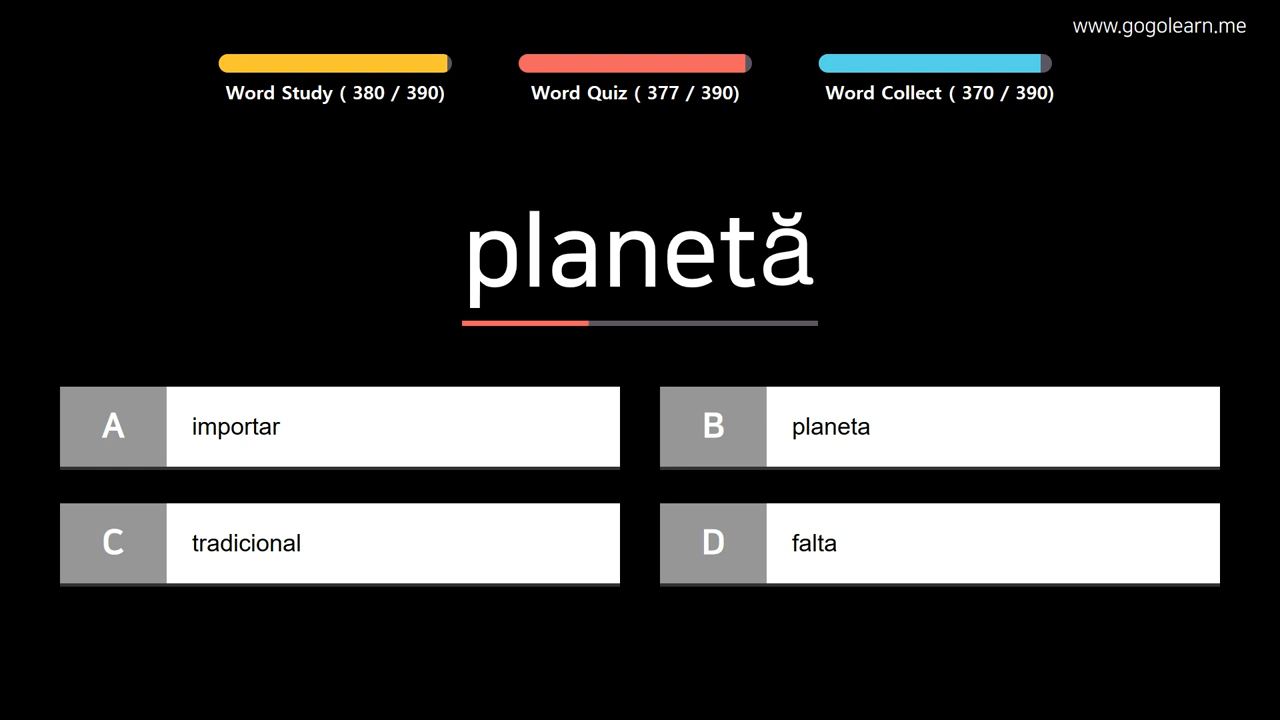 www.gogolearn.me
Word Study ( 380 / 390)
Word Quiz ( 377 / 390)
Word Collect ( 370 / 390)
planetă
A importar
B planeta
C tradicional
D falta